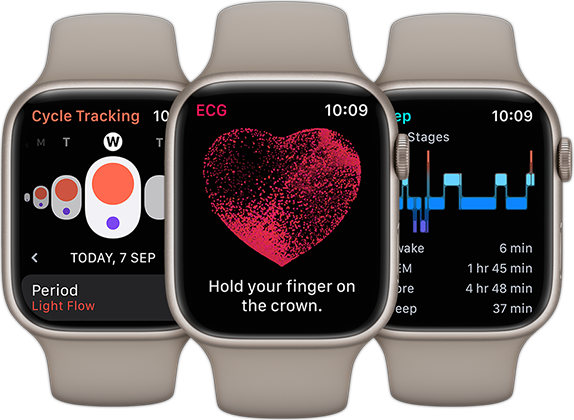 Cycle Tracking 10
M T W T
TODAY, 7 SEP
Period
Light Flow
ECG 10:09
Hold your finger on
the crown.
ep 10:09
Stages
wake 6 min
EM 1 hr 45 min
ore 4 hr 48 min
eep 37 min